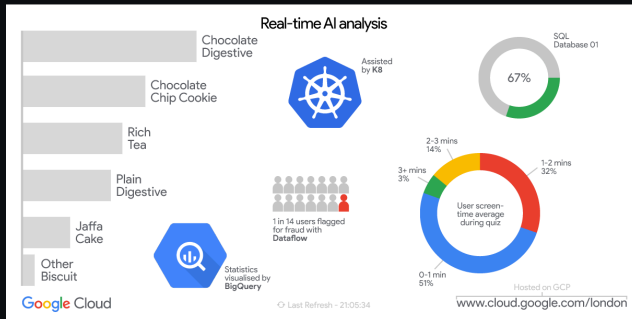 Real-time AI analysis
Chocolate
Digestive
Chocolate
Chip Cookie
Rich
Tea
Plain
Digestive
Jaffa
Cake
Other
Biscuit
Assisted
by K8
SQL
Database 01
67%
1 in 14 users flagged
for fraud with
Dataflow
Statistics
visualised by
BigQuery
2-3 mins
14%
3+ mins
3%
1-2 mins
32%
User screen-
time average
during quiz
0-1 min
51%
Google Cloud
Last Refresh - 21:05:34
Hosted on GCP
www.cloud.google.com/london